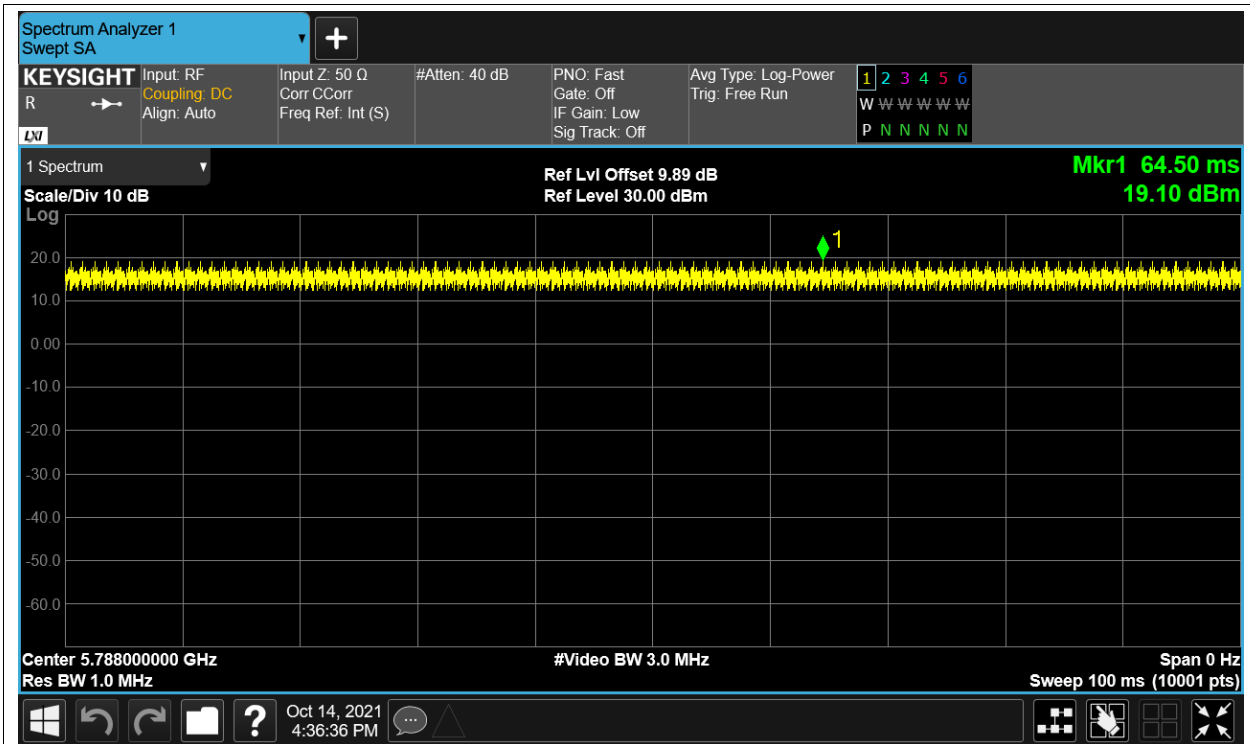 Spectrum Analyzer 1
Swept SA
KEYSIGHT
R
LXI
Input: RF
Coupling: DC
Align: Auto
Input Z: 50 Ω
Corr CCorr
Freq Ref: Int (S)
#Atten: 40 dB
PNO: Fast
Gate: Off
IF Gain: Low
Sig Track: Off
Avg Type: Log-Power
Trig: Free Run
1 2 3 4 5 6
W W W W W W
P N N N N N
1 Spectrum
Scale/Div 10 dB
Log
Ref Lvl Offset 9.89 dB
Ref Level 30.00 dBm
Mkr1 64.50 ms
19.10 dBm
1
20.0
10.0
0.00
-10.0
-20.0
-30.0
-40.0
-50.0
-60.0
Center 5.788000000 GHz
Res BW 1.0 MHz
#Video BW 3.0 MHz
Span 0 Hz
Sweep 100 ms (10001 pts)
?
Oct 14, 2021
4:36:36 PM